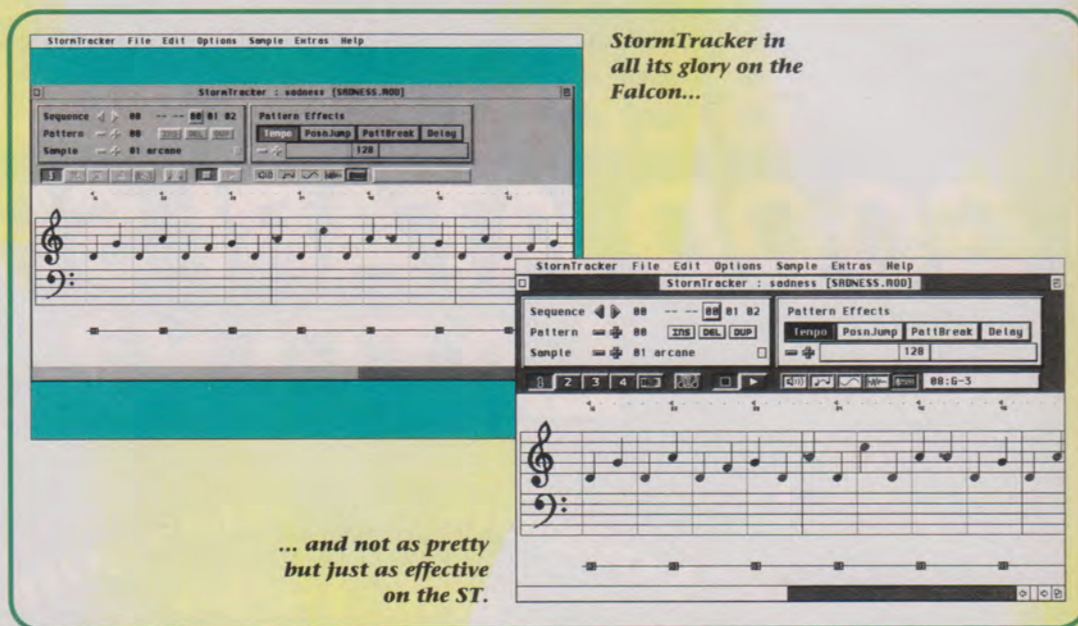 StormTracker File Edit Options Sample Extras Help
StormTracker : sadness [SADNESS.MOD]
Sequence 00 -- -- 00 01 02
Pattern 00 INS DEL DUP
Sample 01 arcane
Pattern Effects
Tempo PosnJump PattBreak Delay
128
StormTracker in
all its glory on the
Falcon...
StormTracker File Edit Options Sample Extras Help
StormTracker : sadness [SADNESS.MOD]
Sequence 00 -- -- 00 01 02
Pattern 00 INS DEL DUP
Sample 01 arcane
Pattern Effects
Tempo PosnJump PattBreak Delay
128
1 2 3 4
00:G-3
... and not as pretty
but just as effective
on the ST.